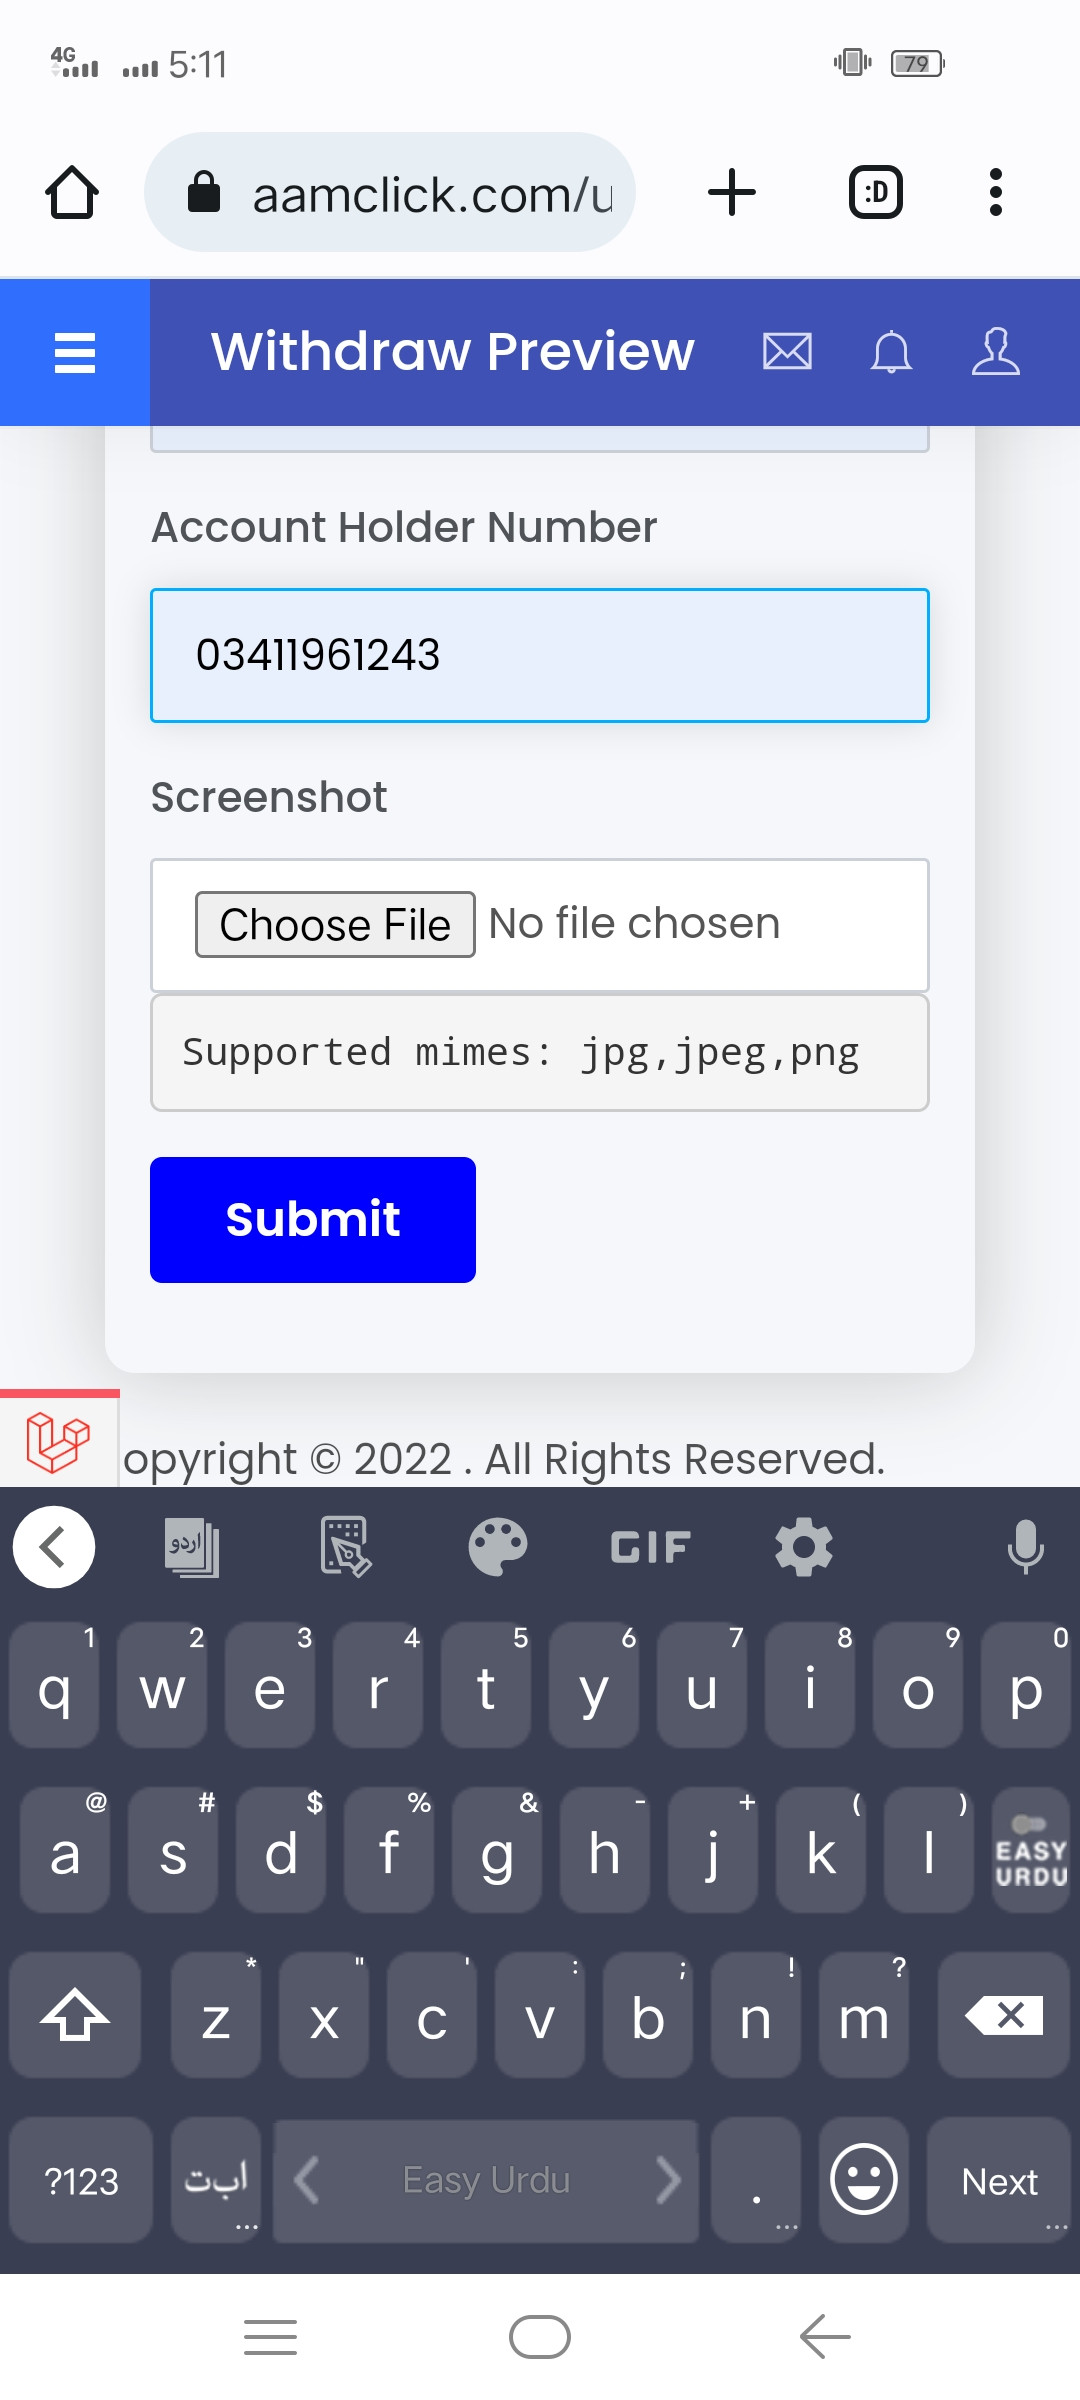 4G 5:11 79
aamclick.com/u :D
Withdraw Preview
Account Holder Number
03411961243
Screenshot
Choose File No file chosen
Supported mimes: jpg,jpeg,png
Submit
opyright © 2022 . All Rights Reserved.
اردو GIF
1 2 3 4 5 6 7 8 9 0
q w e r t y u i o p
@ # $ % & - + ( )
a s d f g h j k l EASY URDU
* " ' : ; ! ?
z x c v b n m
?123 ابت ... Easy Urdu . ... Next ...